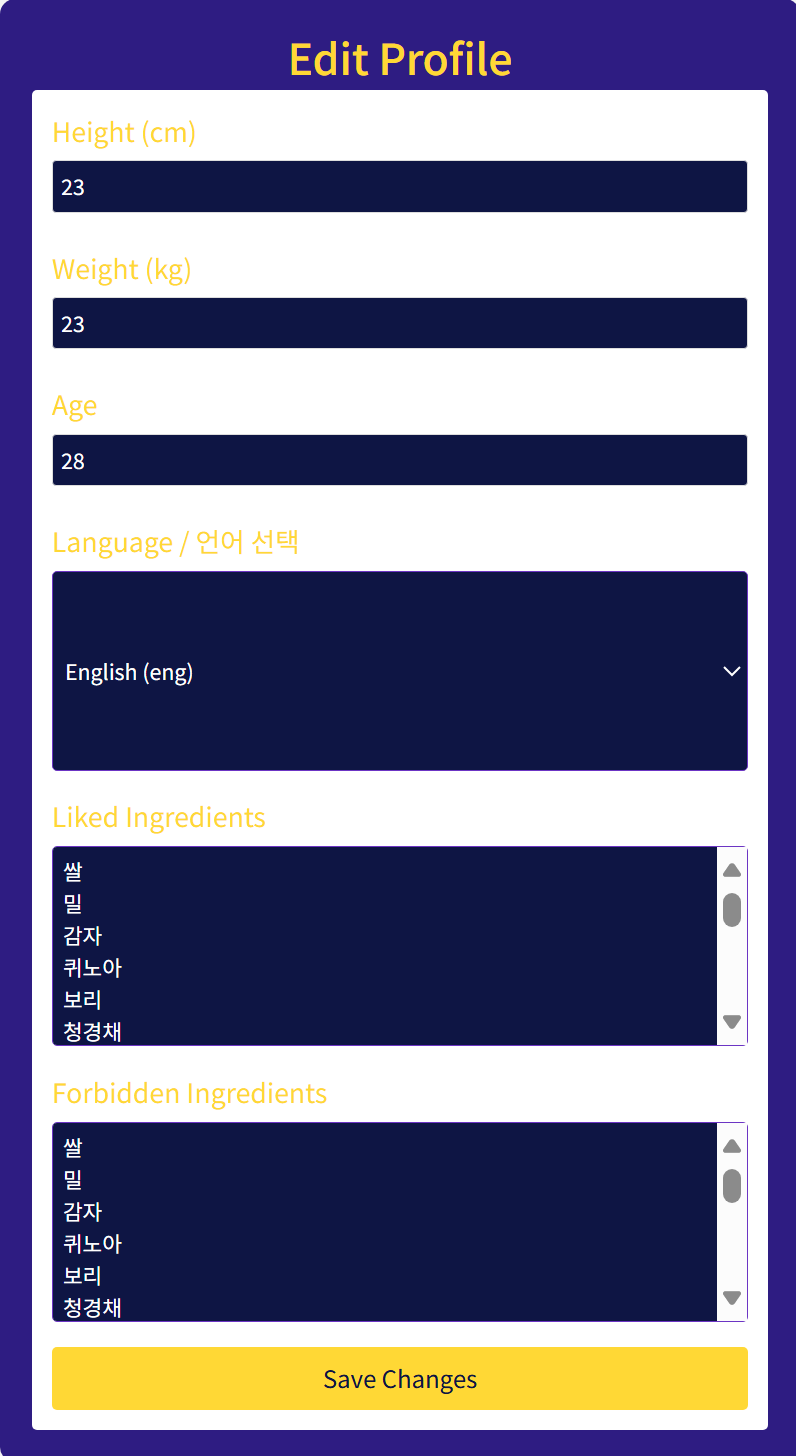 Edit Profile
Height (cm)
23
Weight (kg)
23
Age
28
Language / 언어 선택
English (eng)
Liked Ingredients
쌀
밀
감자
퀴노아
보리
청경채
Forbidden Ingredients
쌀
밀
감자
퀴노아
보리
청경채
Save Changes